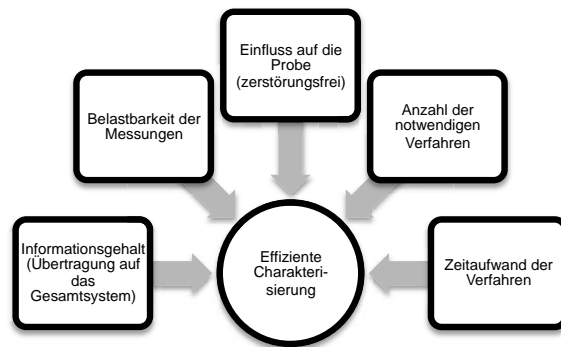 Einfluss auf die
Probe
(zerstörungsfrei)
Belastbarkeit der
Messungen
Anzahl der
notwendigen
Verfahren
Informationsgehalt
(Übertragung auf
das
Gesamtsystem)
Effiziente
Charakteri-
sierung
Zeitaufwand der
Verfahren